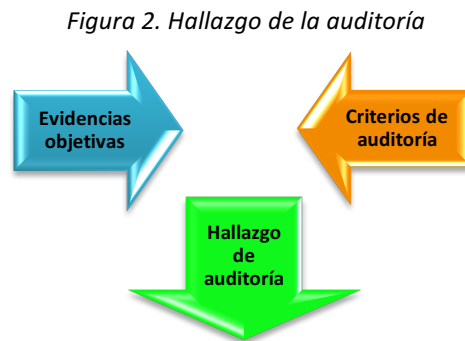 Figura 2. Hallazgo de la auditoría
Evidencias
objetivas
Criterios de
auditoría
Hallazgo
de
auditoría